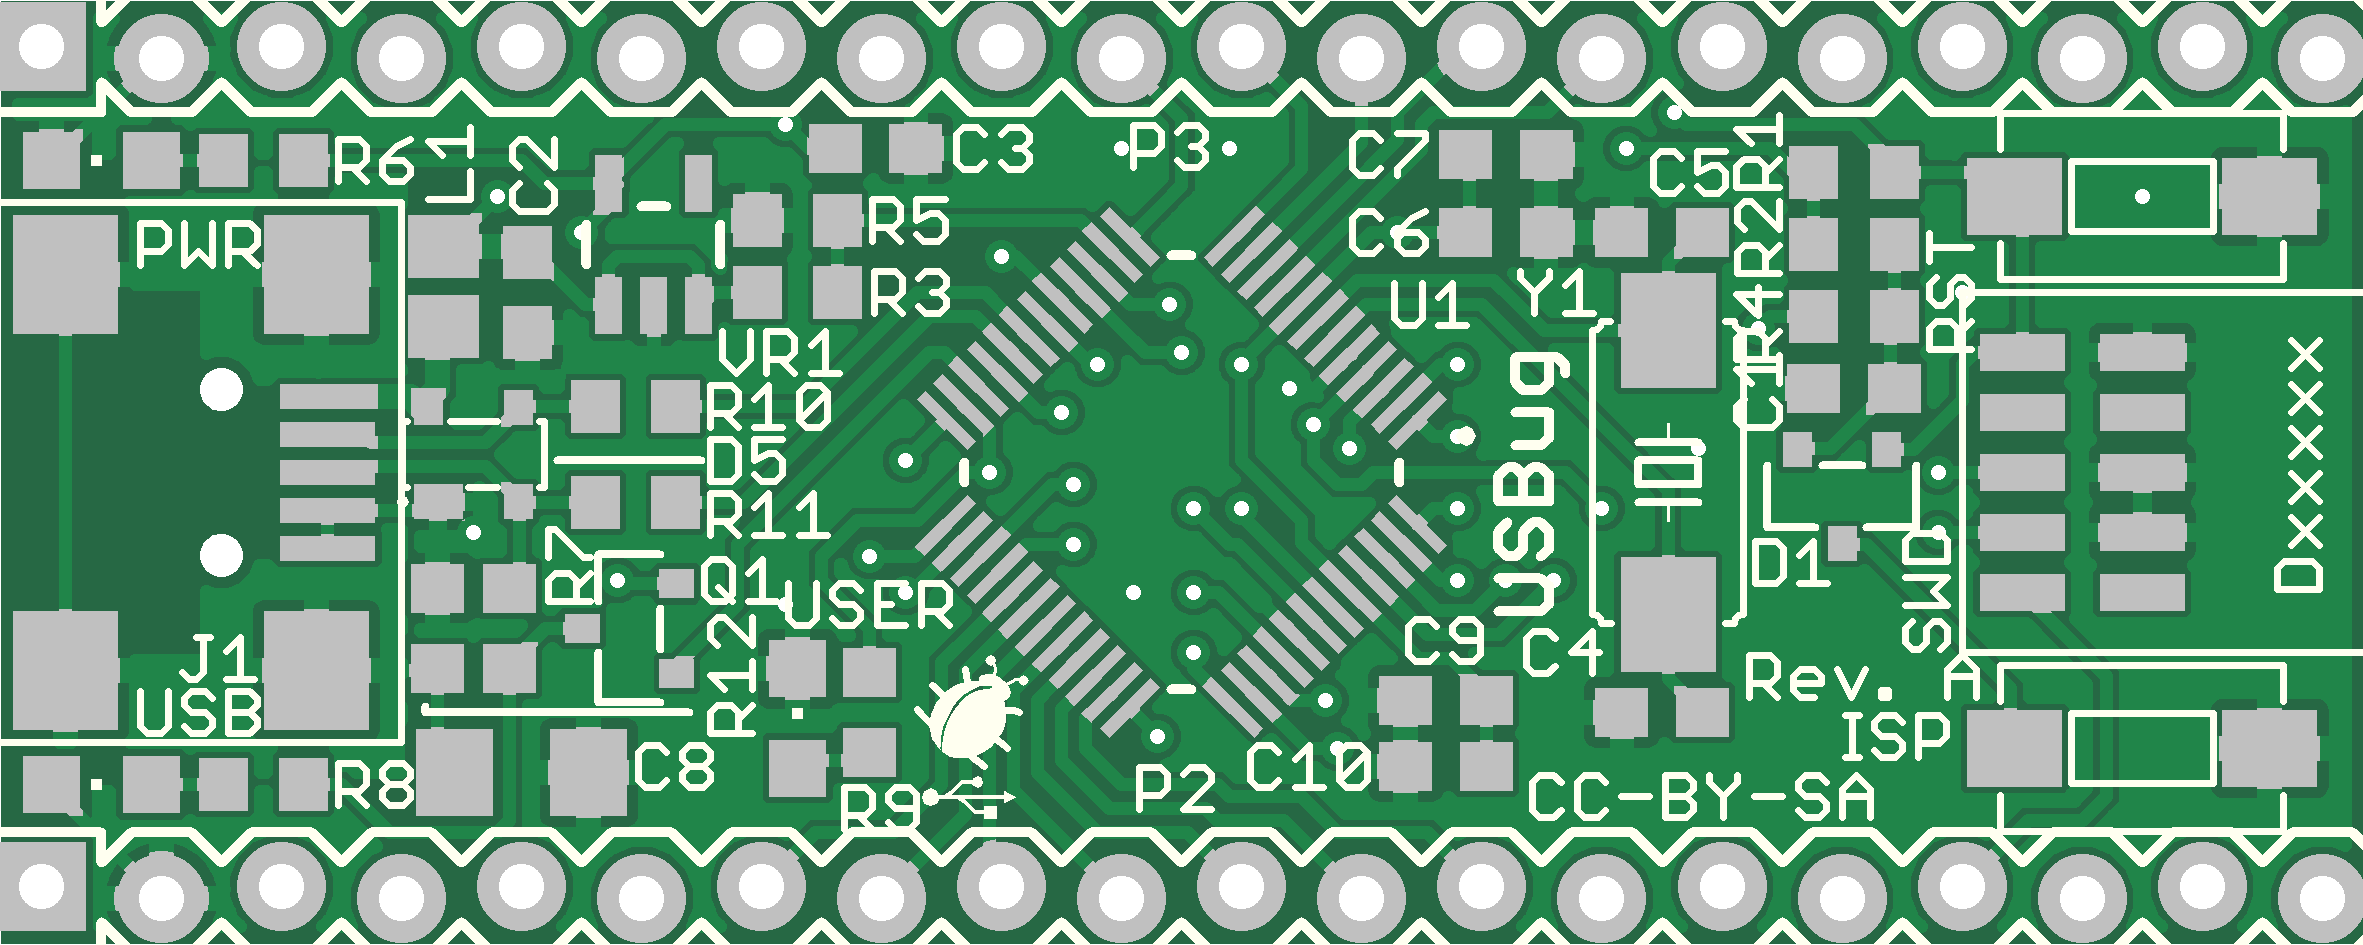 R6
L1
C2
C3
P3
C7
C5
R1
PWR
R5
C6
R2
R3
U1
Y1
R4
RST
VR1
C1
R10
D5
R11
USBug
Dxxxxx
R7
Q1
USER
D1
SWD
J1
USB
R12
C9
C4
Rev. A
ISP
R8
C8
R9
P2
C10
CC-BY-SA